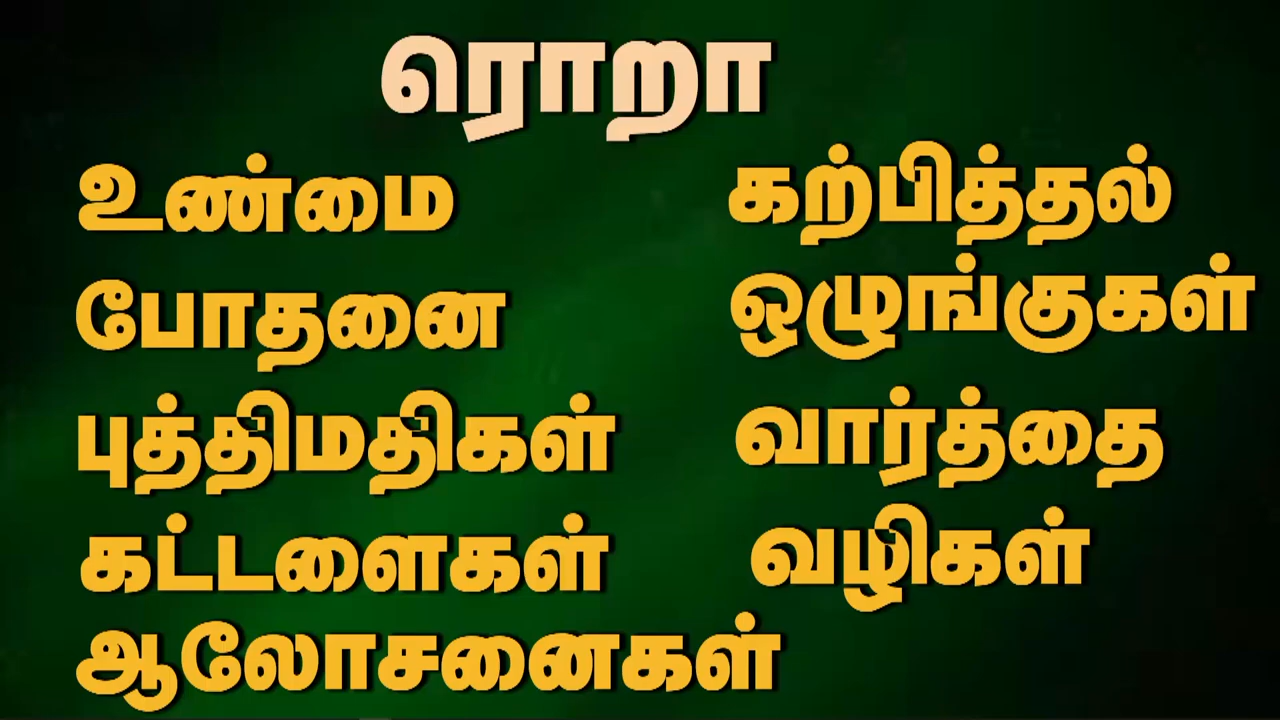 ரொறா
உண்மை
போதனை
புத்திமதிகள்
கட்டளைகள்
ஆலோசனைகள்
கற்பித்தல்
ஒழுங்குகள்
வார்த்தை
வழிகள்